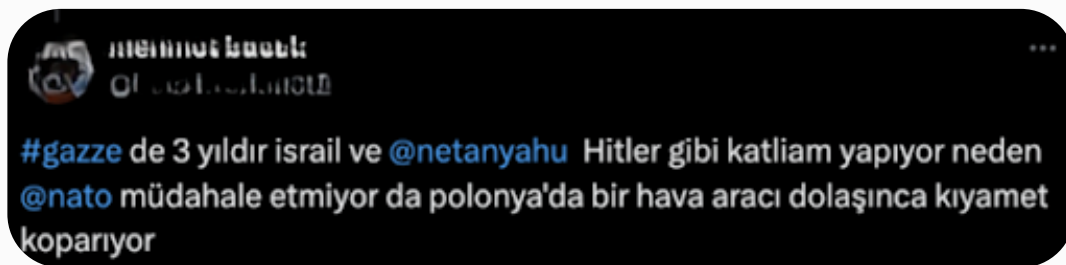 #gazze de 3 yıldır israil ve @netanyahu Hitler gibi katliam yapıyor neden
@nato müdahale etmiyor da polonya'da bir hava aracı dolaşınca kıyamet
koparıyor